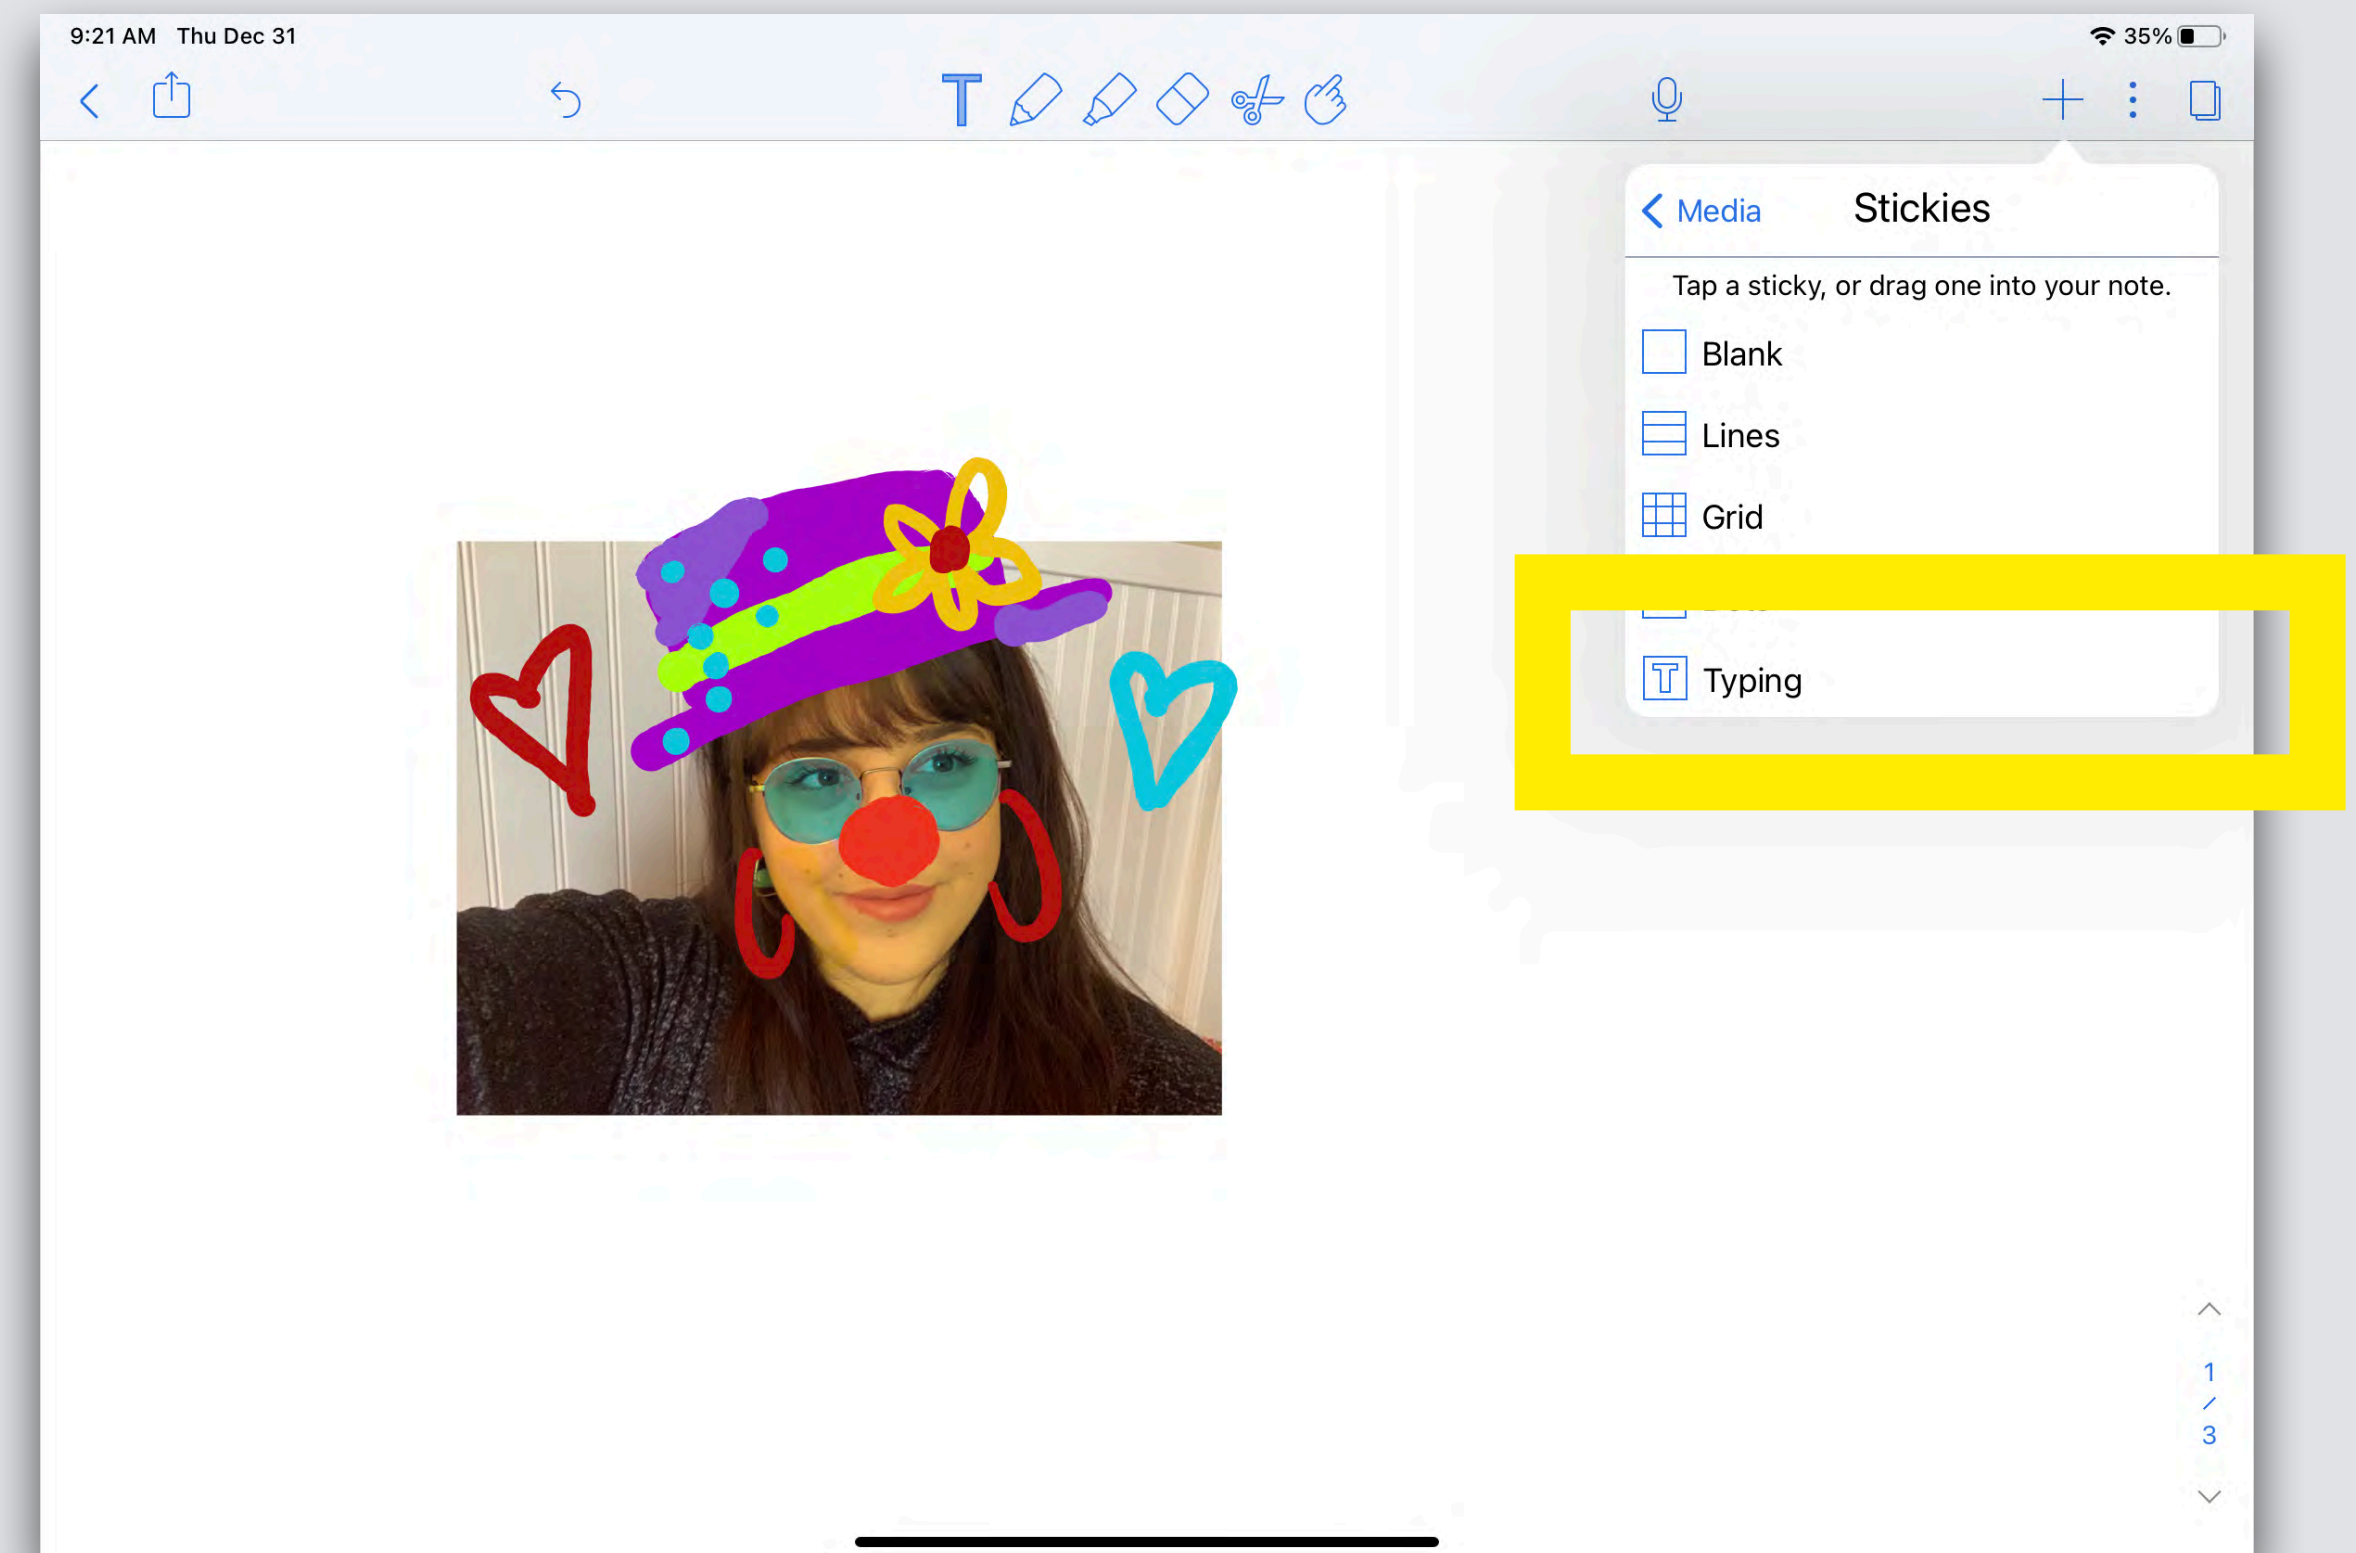 9:21 AM Thu Dec 31
35%
T
Media
Stickies
Tap a sticky, or drag one into your note.
Blank
Lines
Grid
T Typing
1
/
3